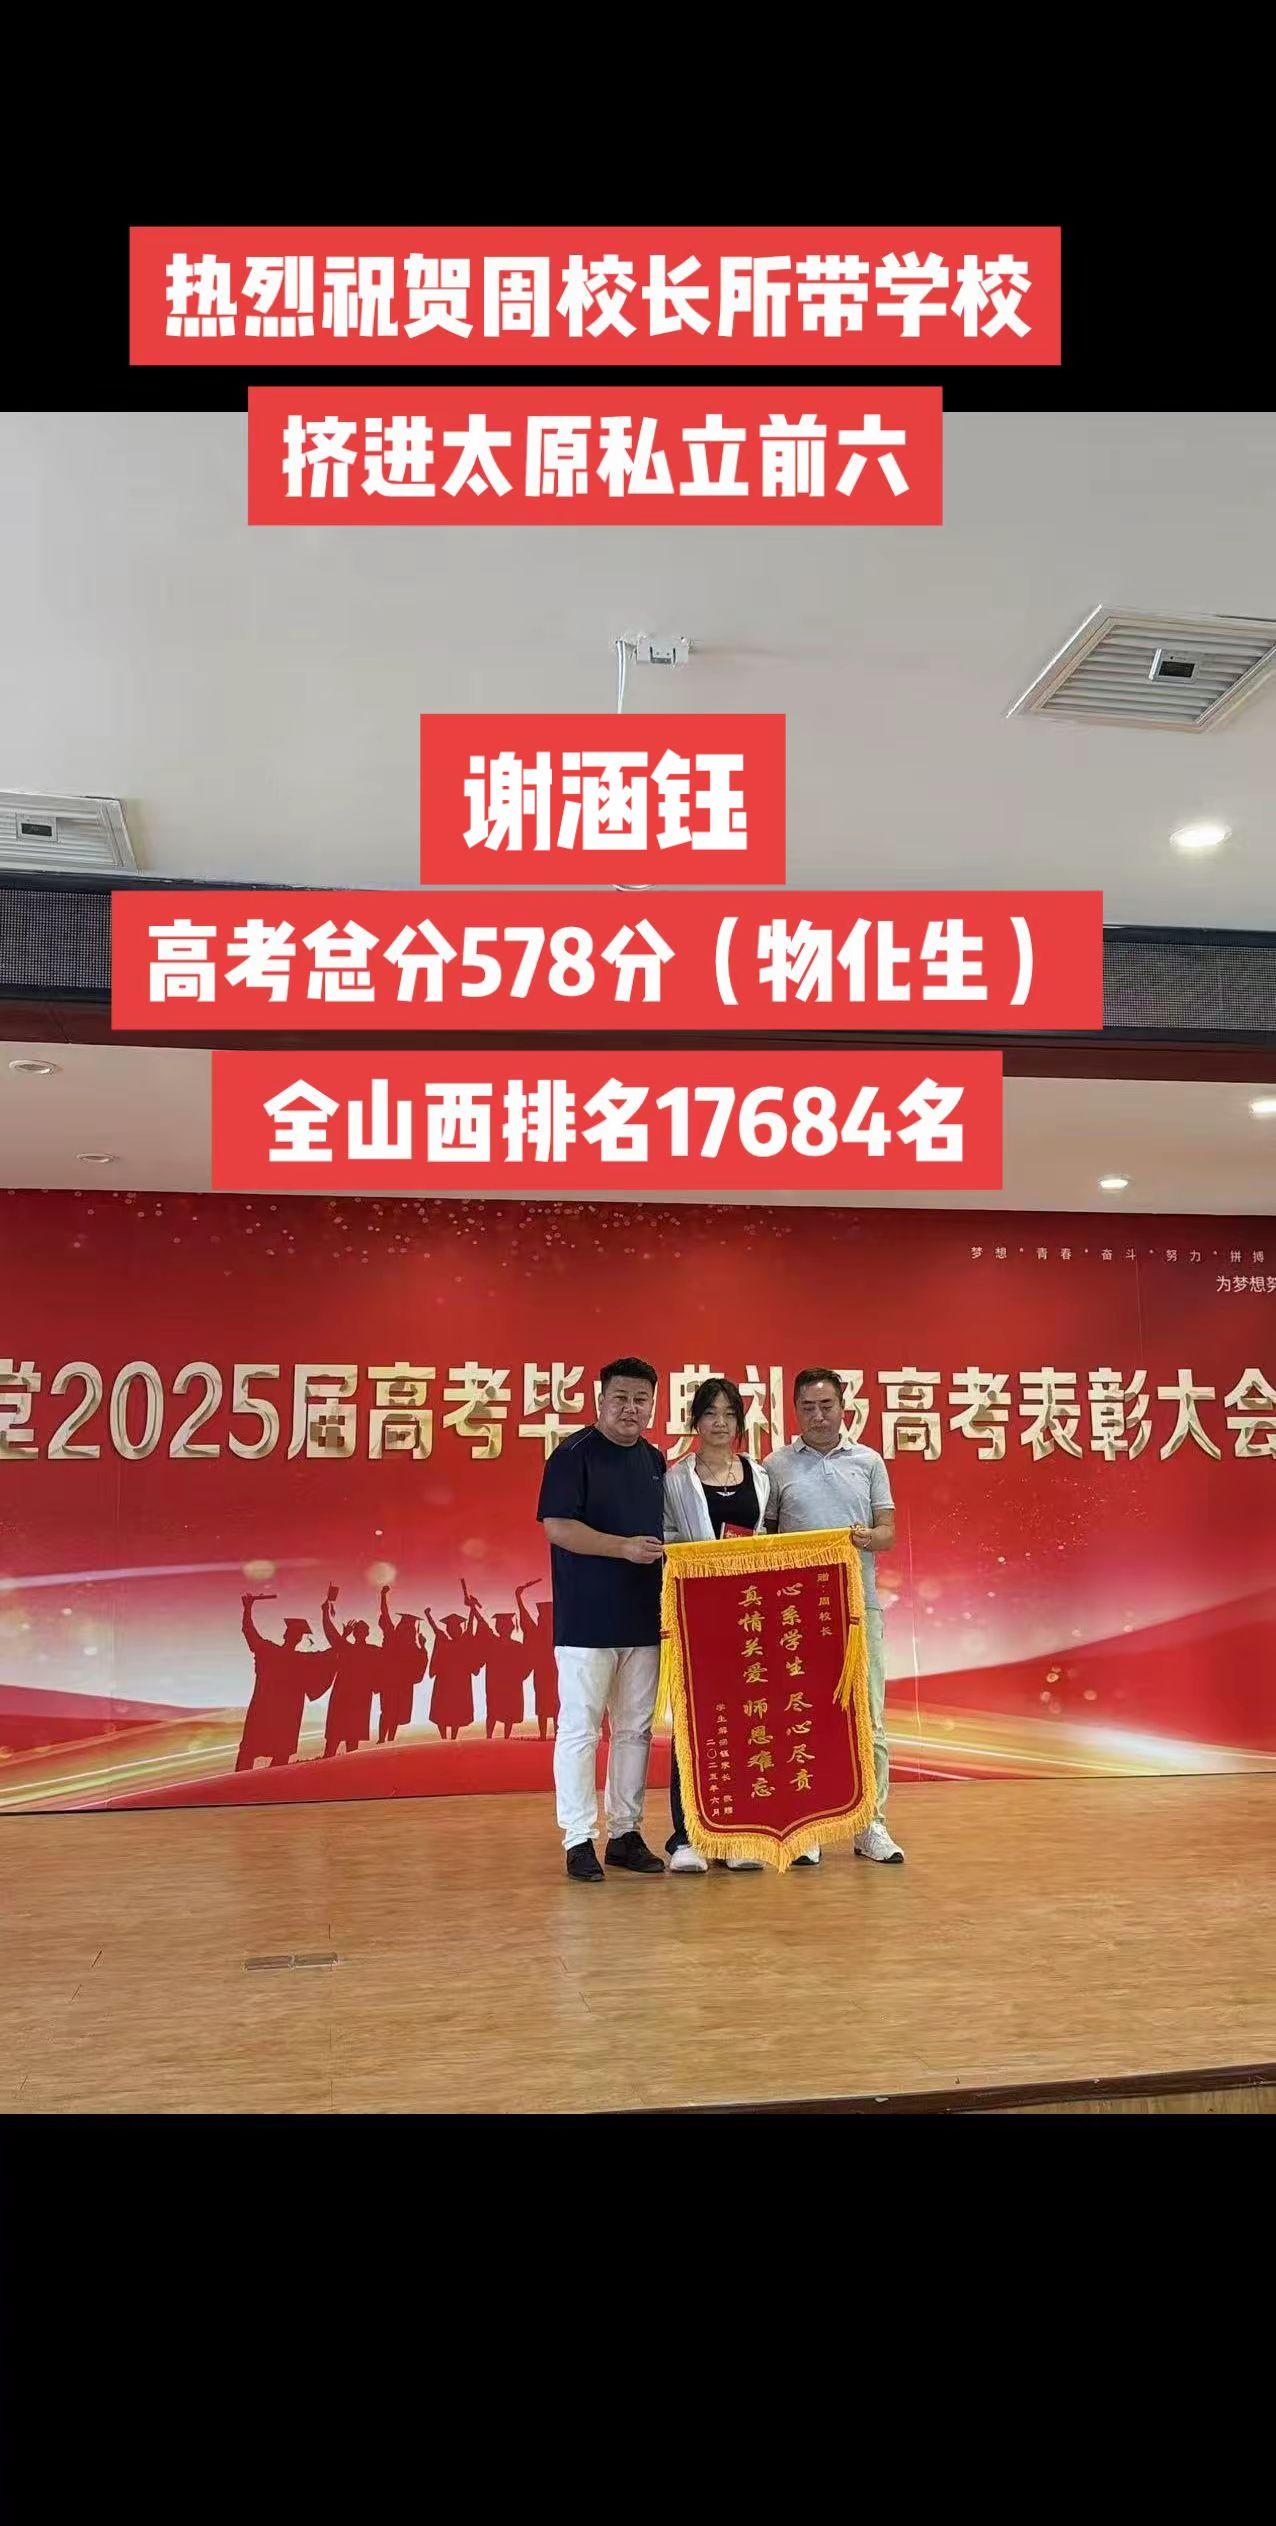 热烈祝贺周校长所带学校
挤进太原私立前六
谢涵钰
高考总分578分（物化生）
全山西排名17684名
梦想*青春*奋斗*努力*拼搏
为梦想努
2025届高考毕 典礼 高考表彰大会
赠：周校长
心系学生 尽心尽责
真情关爱 师恩难忘
二〇二五年六月